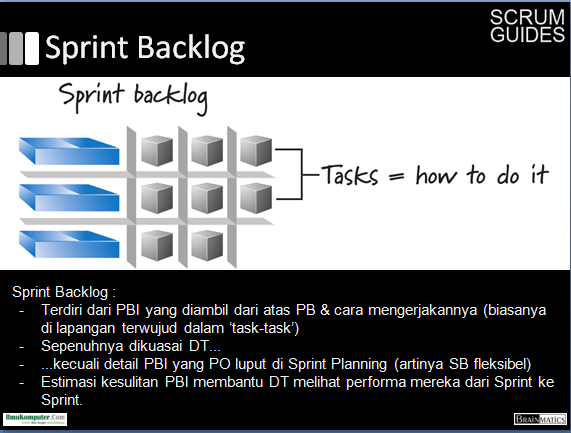 SCRUM
GUIDES
Sprint Backlog
Sprint backlog
Tasks = how to do it
Sprint Backlog :
- Terdiri dari PBI yang diambil dari atas PB & cara mengerjakannya (biasanya
di lapangan terwujud dalam 'task-task')
- Sepenuhnya dikuasai DT...
- ...kecuali detail PBI yang PO luput di Sprint Planning (artinya SB fleksibel)
- Estimasi kesulitan PBI membantu DT melihat performa mereka dari Sprint ke
Sprint.
IlmuKomputer.Com
BRAINMATICS